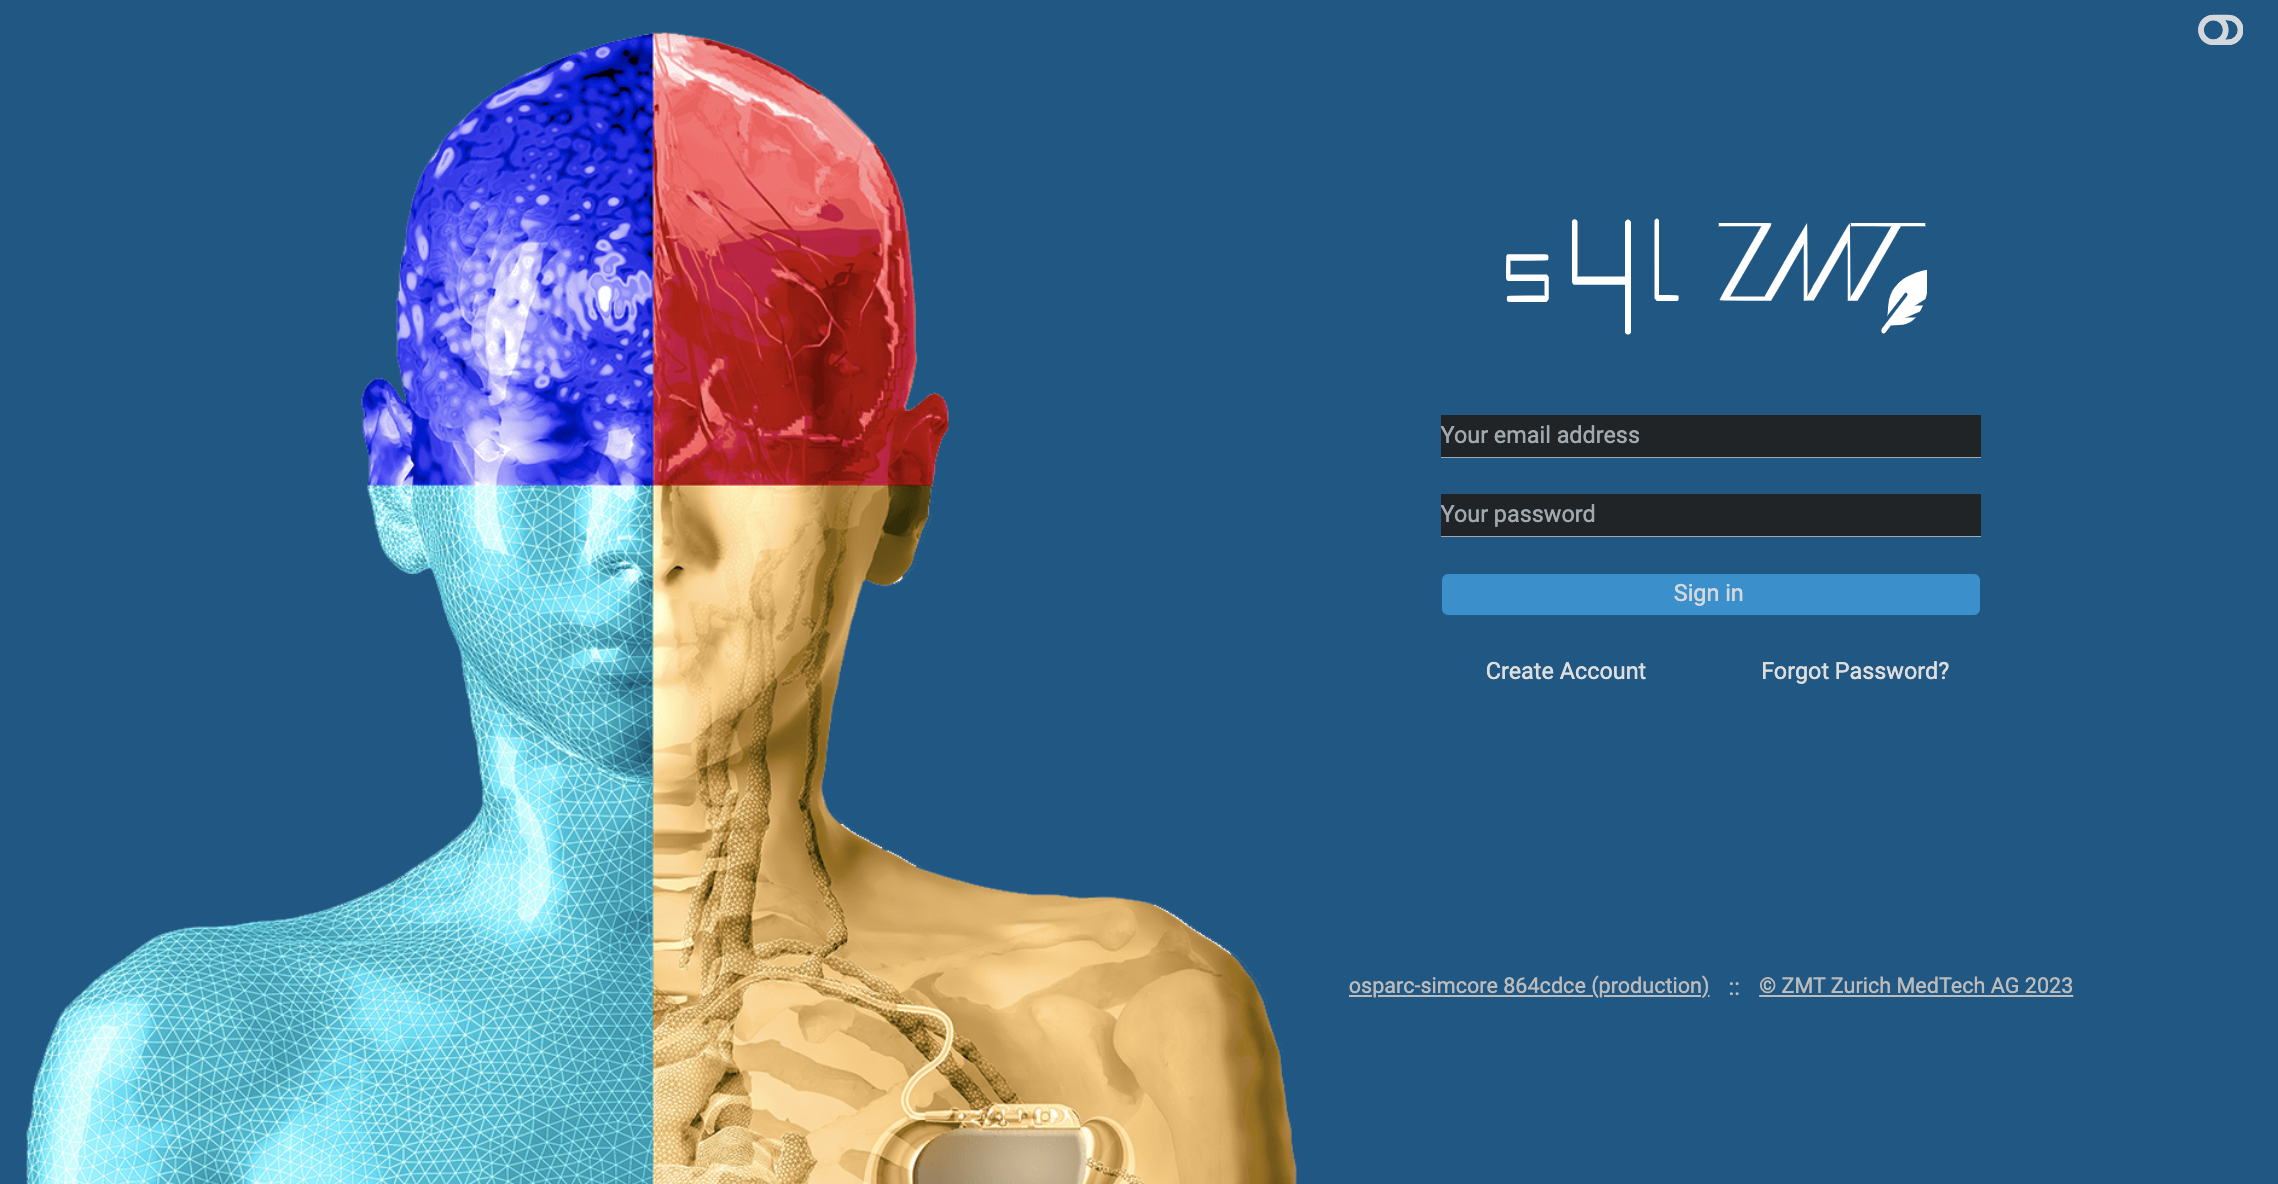 s4l ZMT
Your email address
Your password
Sign in
Create Account Forgot Password?
osparc-simcore 864cdce (production) :: © ZMT Zurich MedTech AG 2023